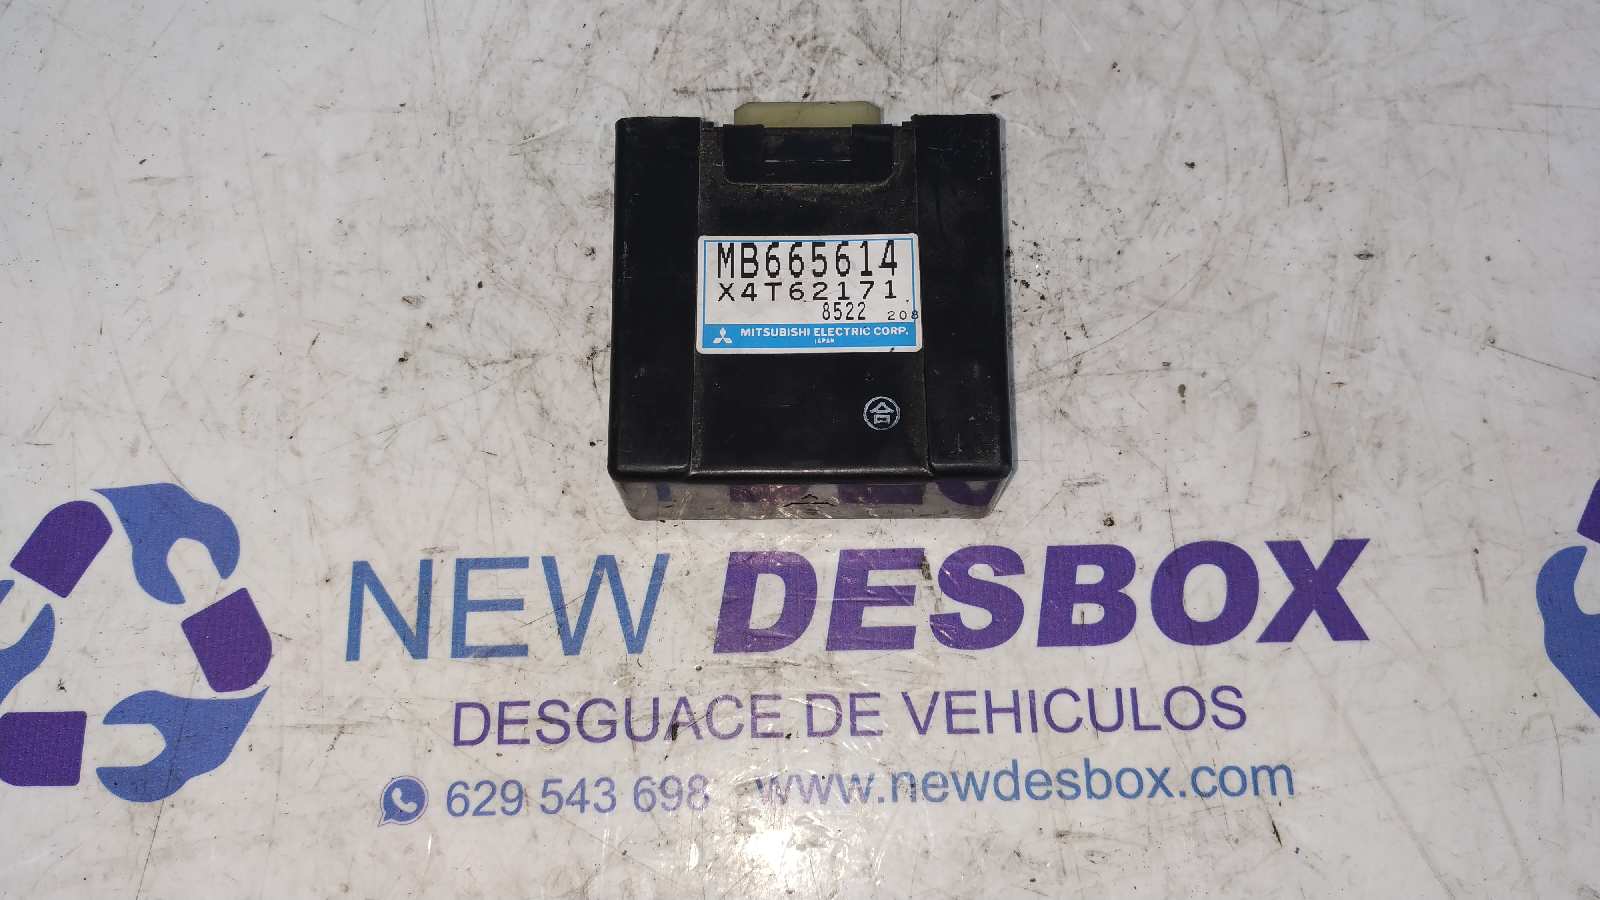 MB665614
X4T62171
8522 208
MITSUBISHI ELECTRIC CORP.
JAPAN
合
NEW DESBOX
DESGUACE DE VEHICULOS
629 543 698 www.newdesbox.com